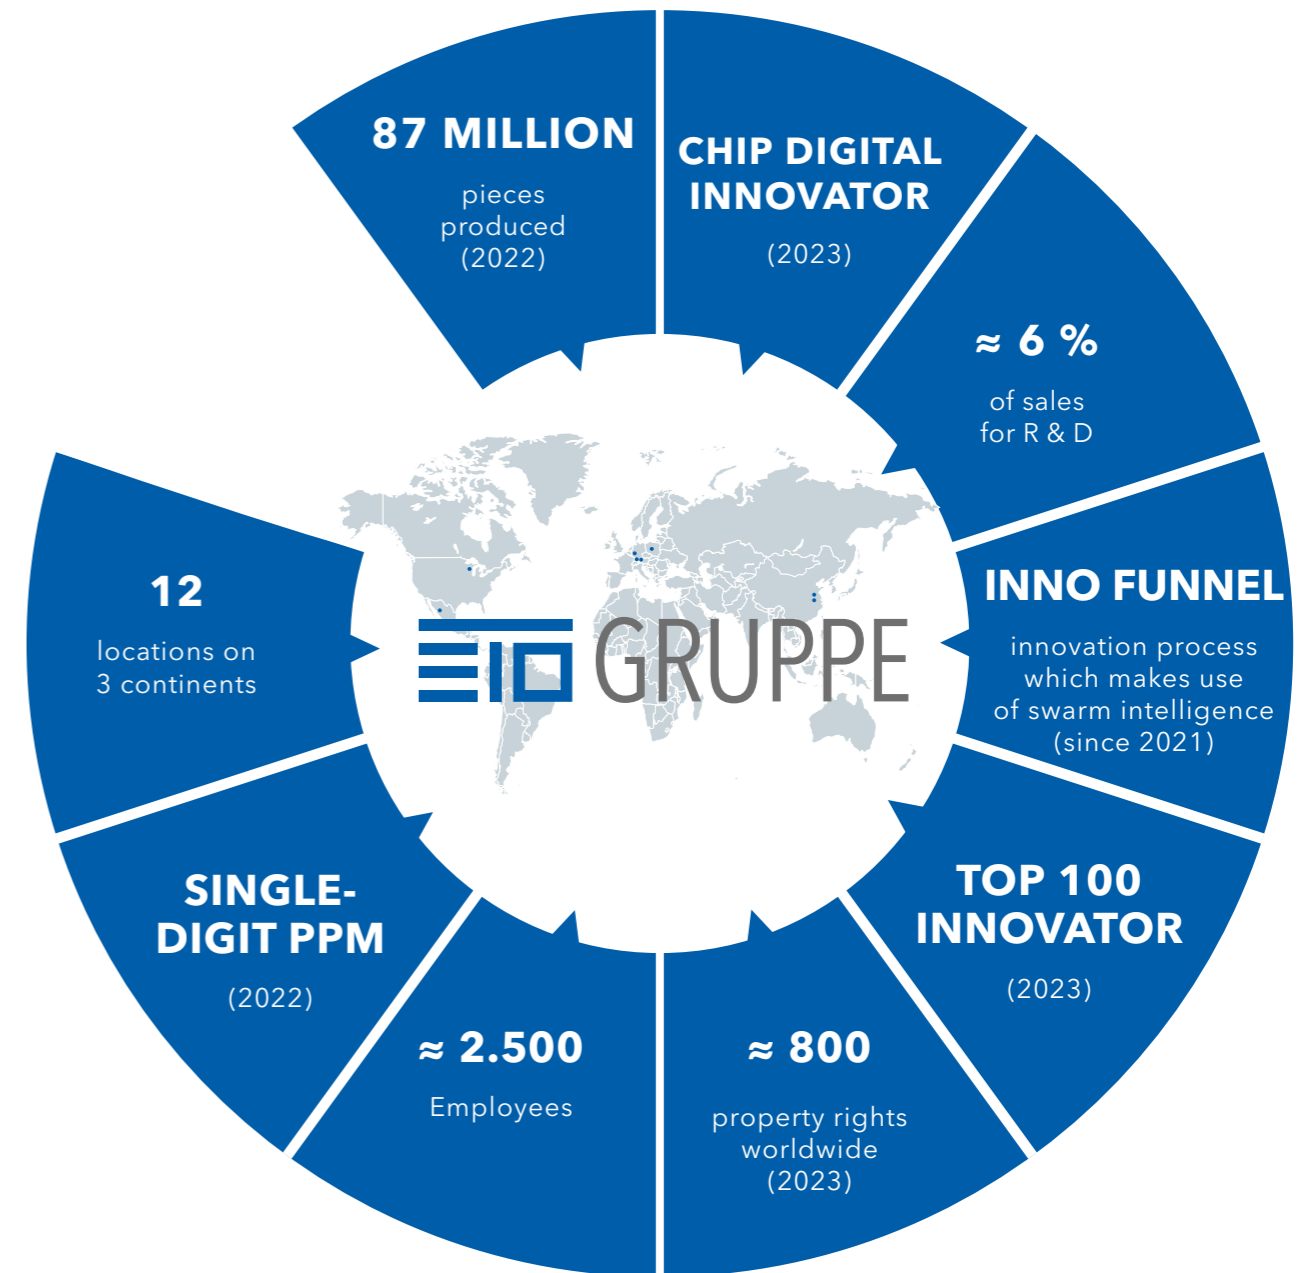 87 MILLION
pieces
produced
(2022)
CHIP DIGITAL
INNOVATOR
(2023)
≈ 6 %
of sales
for R & D
INNO FUNNEL
innovation process
which makes use
of swarm intelligence
(since 2021)
TOP 100
INNOVATOR
(2023)
≈ 800
property rights
worldwide
(2023)
≈ 2.500
Employees
SINGLE-
DIGIT PPM
(2022)
12
locations on
3 continents
ETO GRUPPE